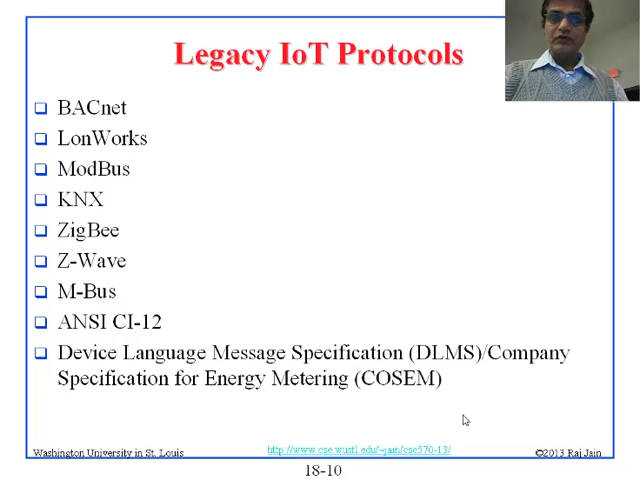 Legacy IoT Protocols
BACnet
LonWorks
ModBus
KNX
ZigBee
Z-Wave
M-Bus
ANSI CI-12
Device Language Message Specification (DLMS)/Company
Specification for Energy Metering (COSEM)
Washington University in St. Louis
http://www.cse.wustl.edu/~jain/cse570-13/
©2013 Raj Jain
18-10